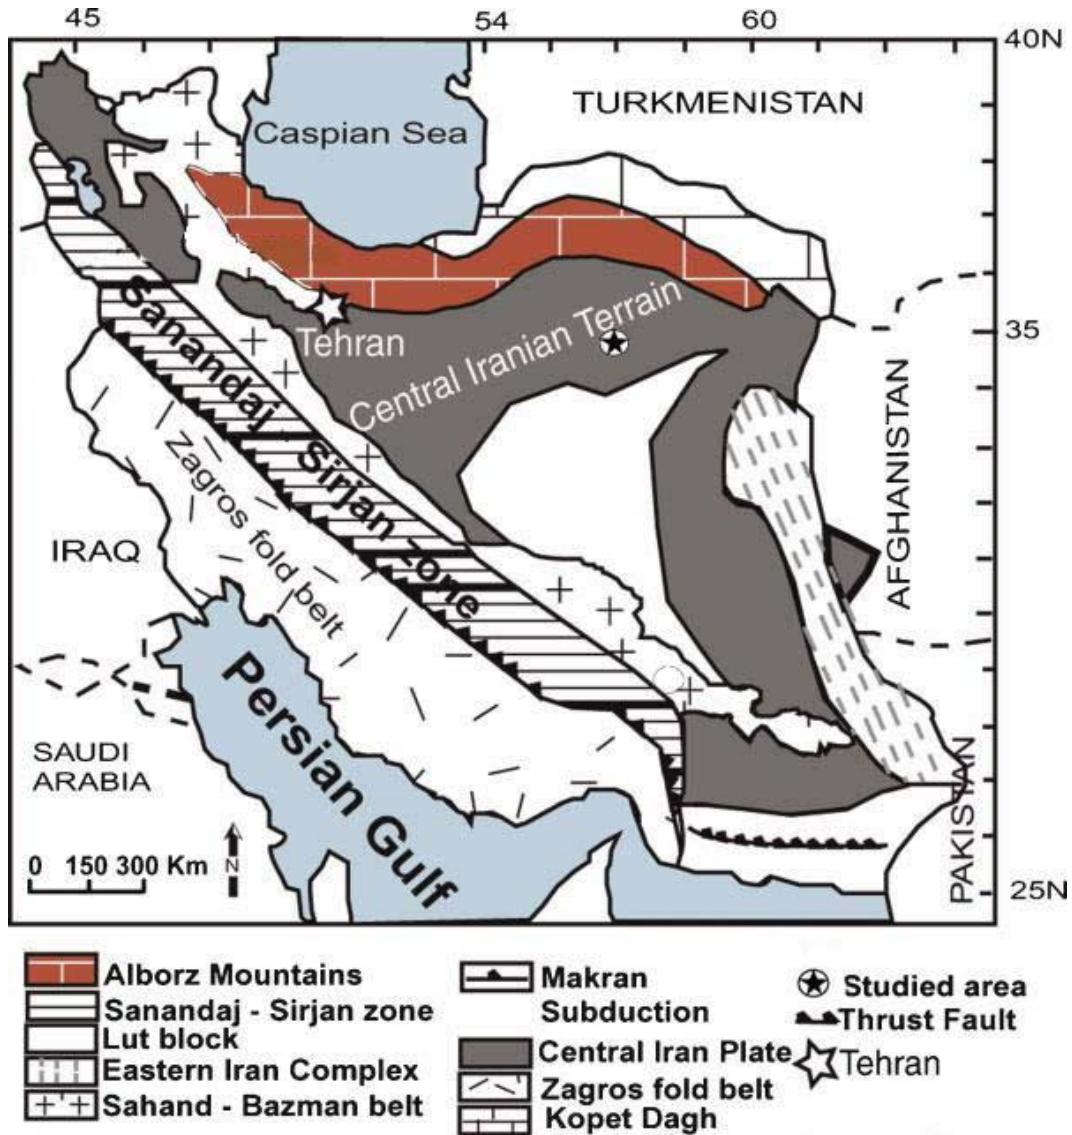 45 54 60
40N
TURKMENISTAN
Caspian Sea
35
Tehran
Central Iranian Terrain
Sanandaj - Sirjan zone
Zagros fold belt
AFGHANISTAN
IRAQ
Persian Gulf
SAUDI
ARABIA
PAKISTAN
0 150 300 Km
N
25N
Alborz Mountains
Sanandaj - Sirjan zone
Lut block
Eastern Iran Complex
Sahand - Bazman belt
Makran
Subduction
Central Iran Plate
Zagros fold belt
Kopet Dagh
Studied area
Thrust Fault
Tehran